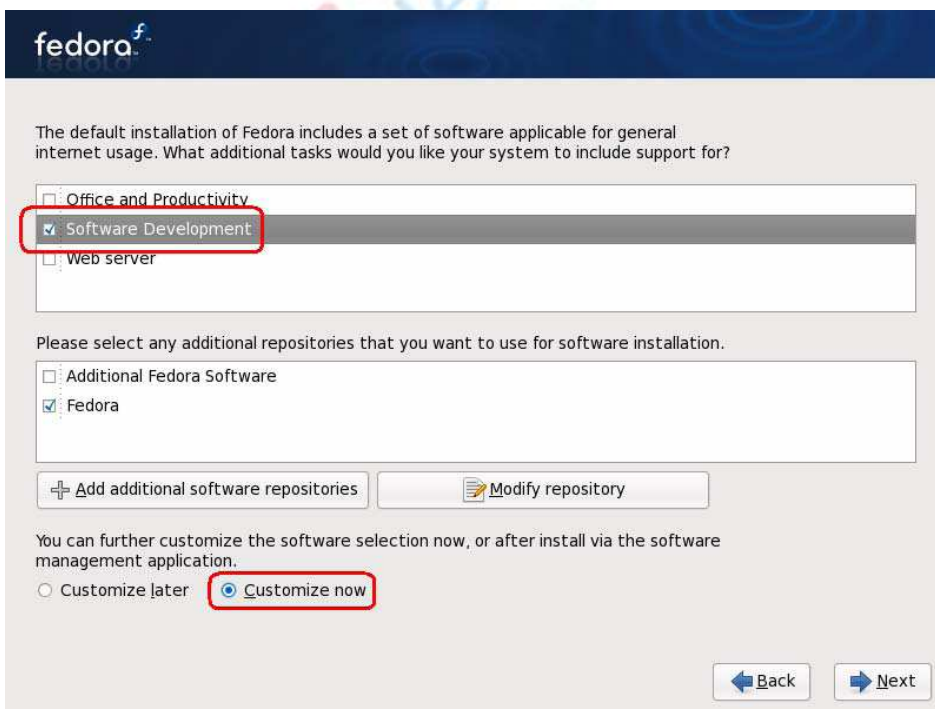 fedora
The default installation of Fedora includes a set of software applicable for general
internet usage. What additional tasks would you like your system to include support for?
Office and Productivity
Software Development
Web server
Please select any additional repositories that you want to use for software installation.
Additional Fedora Software
Fedora
Add additional software repositories
Modify repository
You can further customize the software selection now, or after install via the software
management application.
Customize later
Customize now
Back
Next